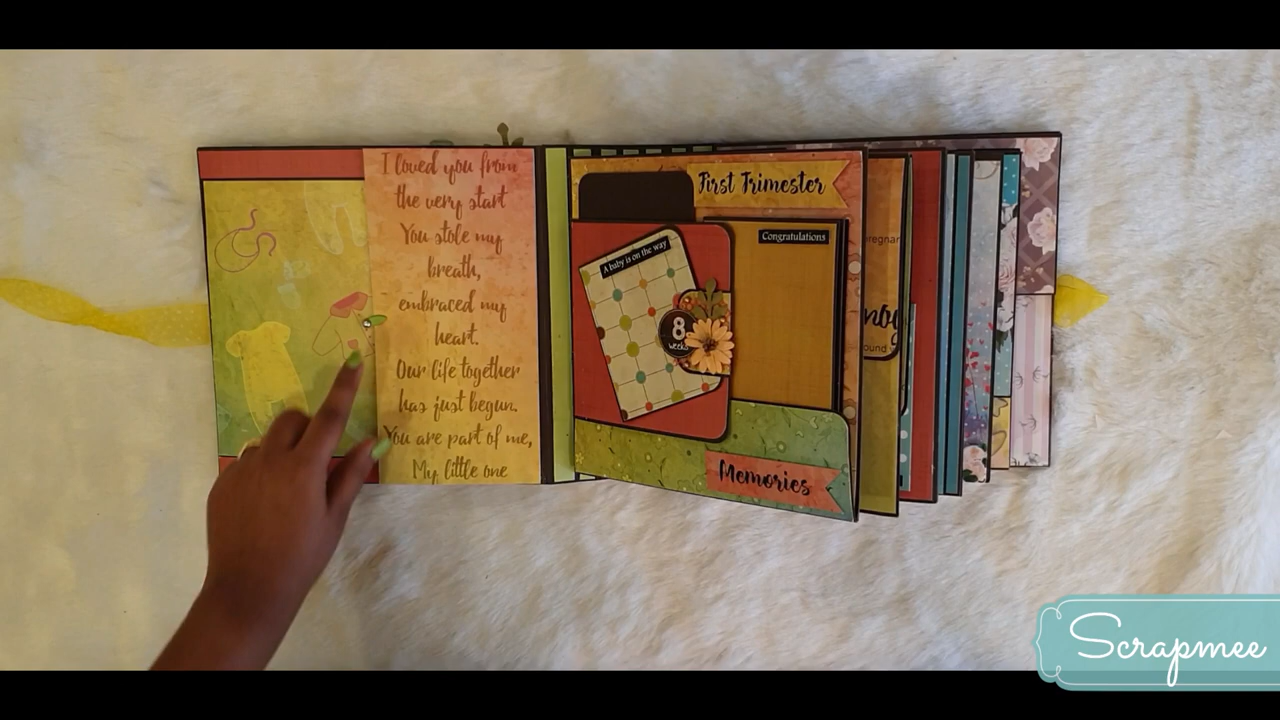 I loved you from
the very start
You stole my
breath,
embraced my
heart.
Our life together
has just begun.
You are part of me,
My little one
First Trimester
Congratulations
A baby is on the way
8
weeks
Memories
Scrapmee